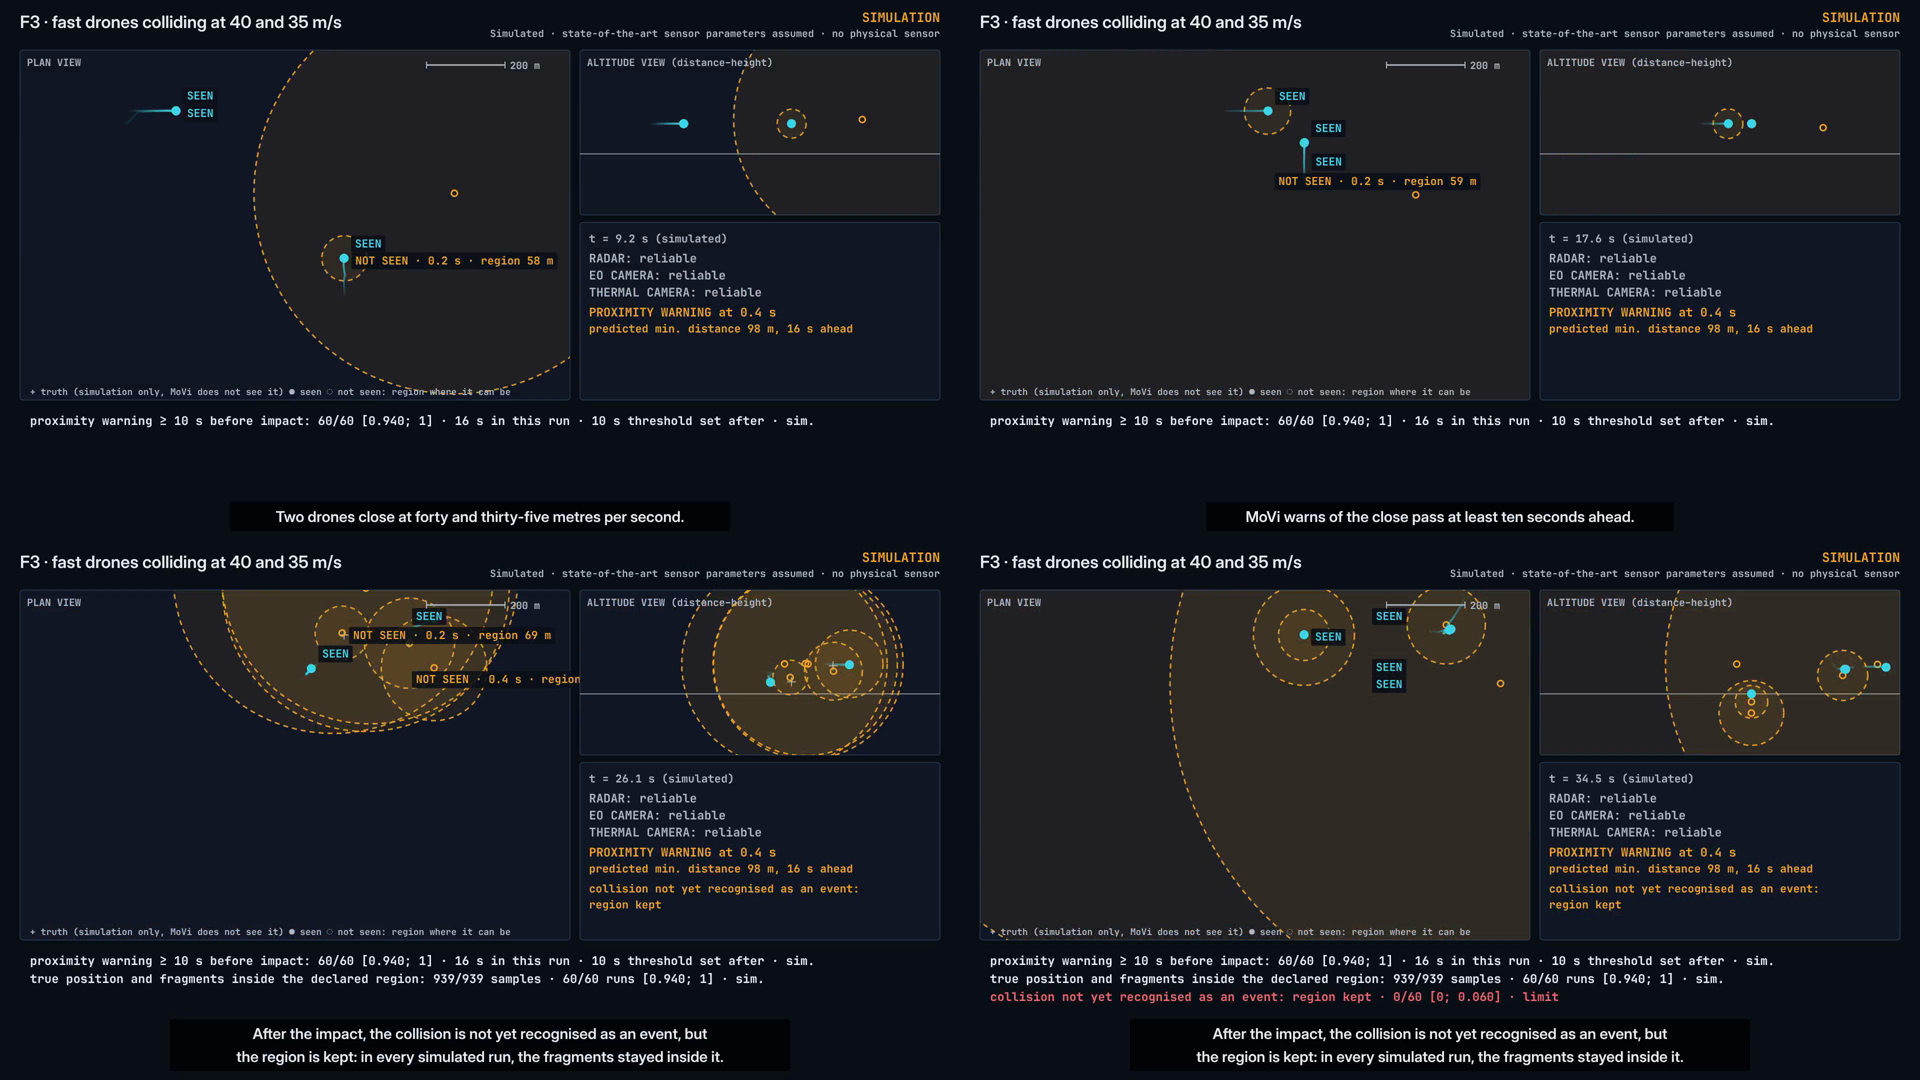 F3 · fast drones colliding at 40 and 35 m/s
SIMULATION
Simulated · state-of-the-art sensor parameters assumed · no physical sensor
PLAN VIEW
200 m
SEEN
SEEN
SEEN
NOT SEEN · 0.2 s · region 58 m
+ truth (simulation only, MoVi does not see it) ● seen ○ not seen: region where it can be
ALTITUDE VIEW (distance-height)
t = 9.2 s (simulated)
RADAR: reliable
EO CAMERA: reliable
THERMAL CAMERA: reliable
PROXIMITY WARNING at 0.4 s
predicted min. distance 98 m, 16 s ahead
proximity warning ≥ 10 s before impact: 60/60 [0.940; 1] · 16 s in this run · 10 s threshold set after · sim.
Two drones close at forty and thirty-five metres per second.
F3 · fast drones colliding at 40 and 35 m/s
SIMULATION
Simulated · state-of-the-art sensor parameters assumed · no physical sensor
PLAN VIEW
200 m
SEEN
SEEN
SEEN
NOT SEEN · 0.2 s · region 59 m
+ truth (simulation only, MoVi does not see it) ● seen ○ not seen: region where it can be
ALTITUDE VIEW (distance-height)
t = 17.6 s (simulated)
RADAR: reliable
EO CAMERA: reliable
THERMAL CAMERA: reliable
PROXIMITY WARNING at 0.4 s
predicted min. distance 98 m, 16 s ahead
proximity warning ≥ 10 s before impact: 60/60 [0.940; 1] · 16 s in this run · 10 s threshold set after · sim.
MoVi warns of the close pass at least ten seconds ahead.
F3 · fast drones colliding at 40 and 35 m/s
SIMULATION
Simulated · state-of-the-art sensor parameters assumed · no physical sensor
PLAN VIEW
200 m
SEEN
NOT SEEN · 0.2 s · region 69 m
SEEN
NOT SEEN · 0.4 s · region
+ truth (simulation only, MoVi does not see it) ● seen ○ not seen: region where it can be
ALTITUDE VIEW (distance-height)
t = 26.1 s (simulated)
RADAR: reliable
EO CAMERA: reliable
THERMAL CAMERA: reliable
PROXIMITY WARNING at 0.4 s
predicted min. distance 98 m, 16 s ahead
collision not yet recognised as an event:
region kept
proximity warning ≥ 10 s before impact: 60/60 [0.940; 1] · 16 s in this run · 10 s threshold set after · sim.
true position and fragments inside the declared region: 939/939 samples · 60/60 runs [0.940; 1] · sim.
After the impact, the collision is not yet recognised as an event, but
the region is kept: in every simulated run, the fragments stayed inside it.
F3 · fast drones colliding at 40 and 35 m/s
SIMULATION
Simulated · state-of-the-art sensor parameters assumed · no physical sensor
PLAN VIEW
200 m
SEEN
SEEN
SEEN
SEEN
+ truth (simulation only, MoVi does not see it) ● seen ○ not seen: region where it can be
ALTITUDE VIEW (distance-height)
t = 34.5 s (simulated)
RADAR: reliable
EO CAMERA: reliable
THERMAL CAMERA: reliable
PROXIMITY WARNING at 0.4 s
predicted min. distance 98 m, 16 s ahead
collision not yet recognised as an event:
region kept
proximity warning ≥ 10 s before impact: 60/60 [0.940; 1] · 16 s in this run · 10 s threshold set after · sim.
true position and fragments inside the declared region: 939/939 samples · 60/60 runs [0.940; 1] · sim.
collision not yet recognised as an event: region kept · 0/60 [0; 0.060] · limit
After the impact, the collision is not yet recognised as an event, but
the region is kept: in every simulated run, the fragments stayed inside it.